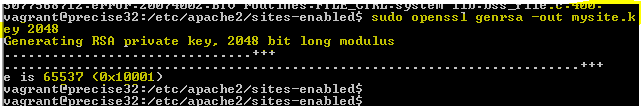 3077568712:error:20074002:BIO routines:FILE_CTRL:system lib:bss_file.c:400:
vagrant@precise32:/etc/apache2/sites-enabled$ sudo openssl genrsa -out mysite.k
ey 2048
Generating RSA private key, 2048 bit long modulus
...............................+++
.........................................................................+++
e is 65537 (0x10001)
vagrant@precise32:/etc/apache2/sites-enabled$
vagrant@precise32:/etc/apache2/sites-enabled$